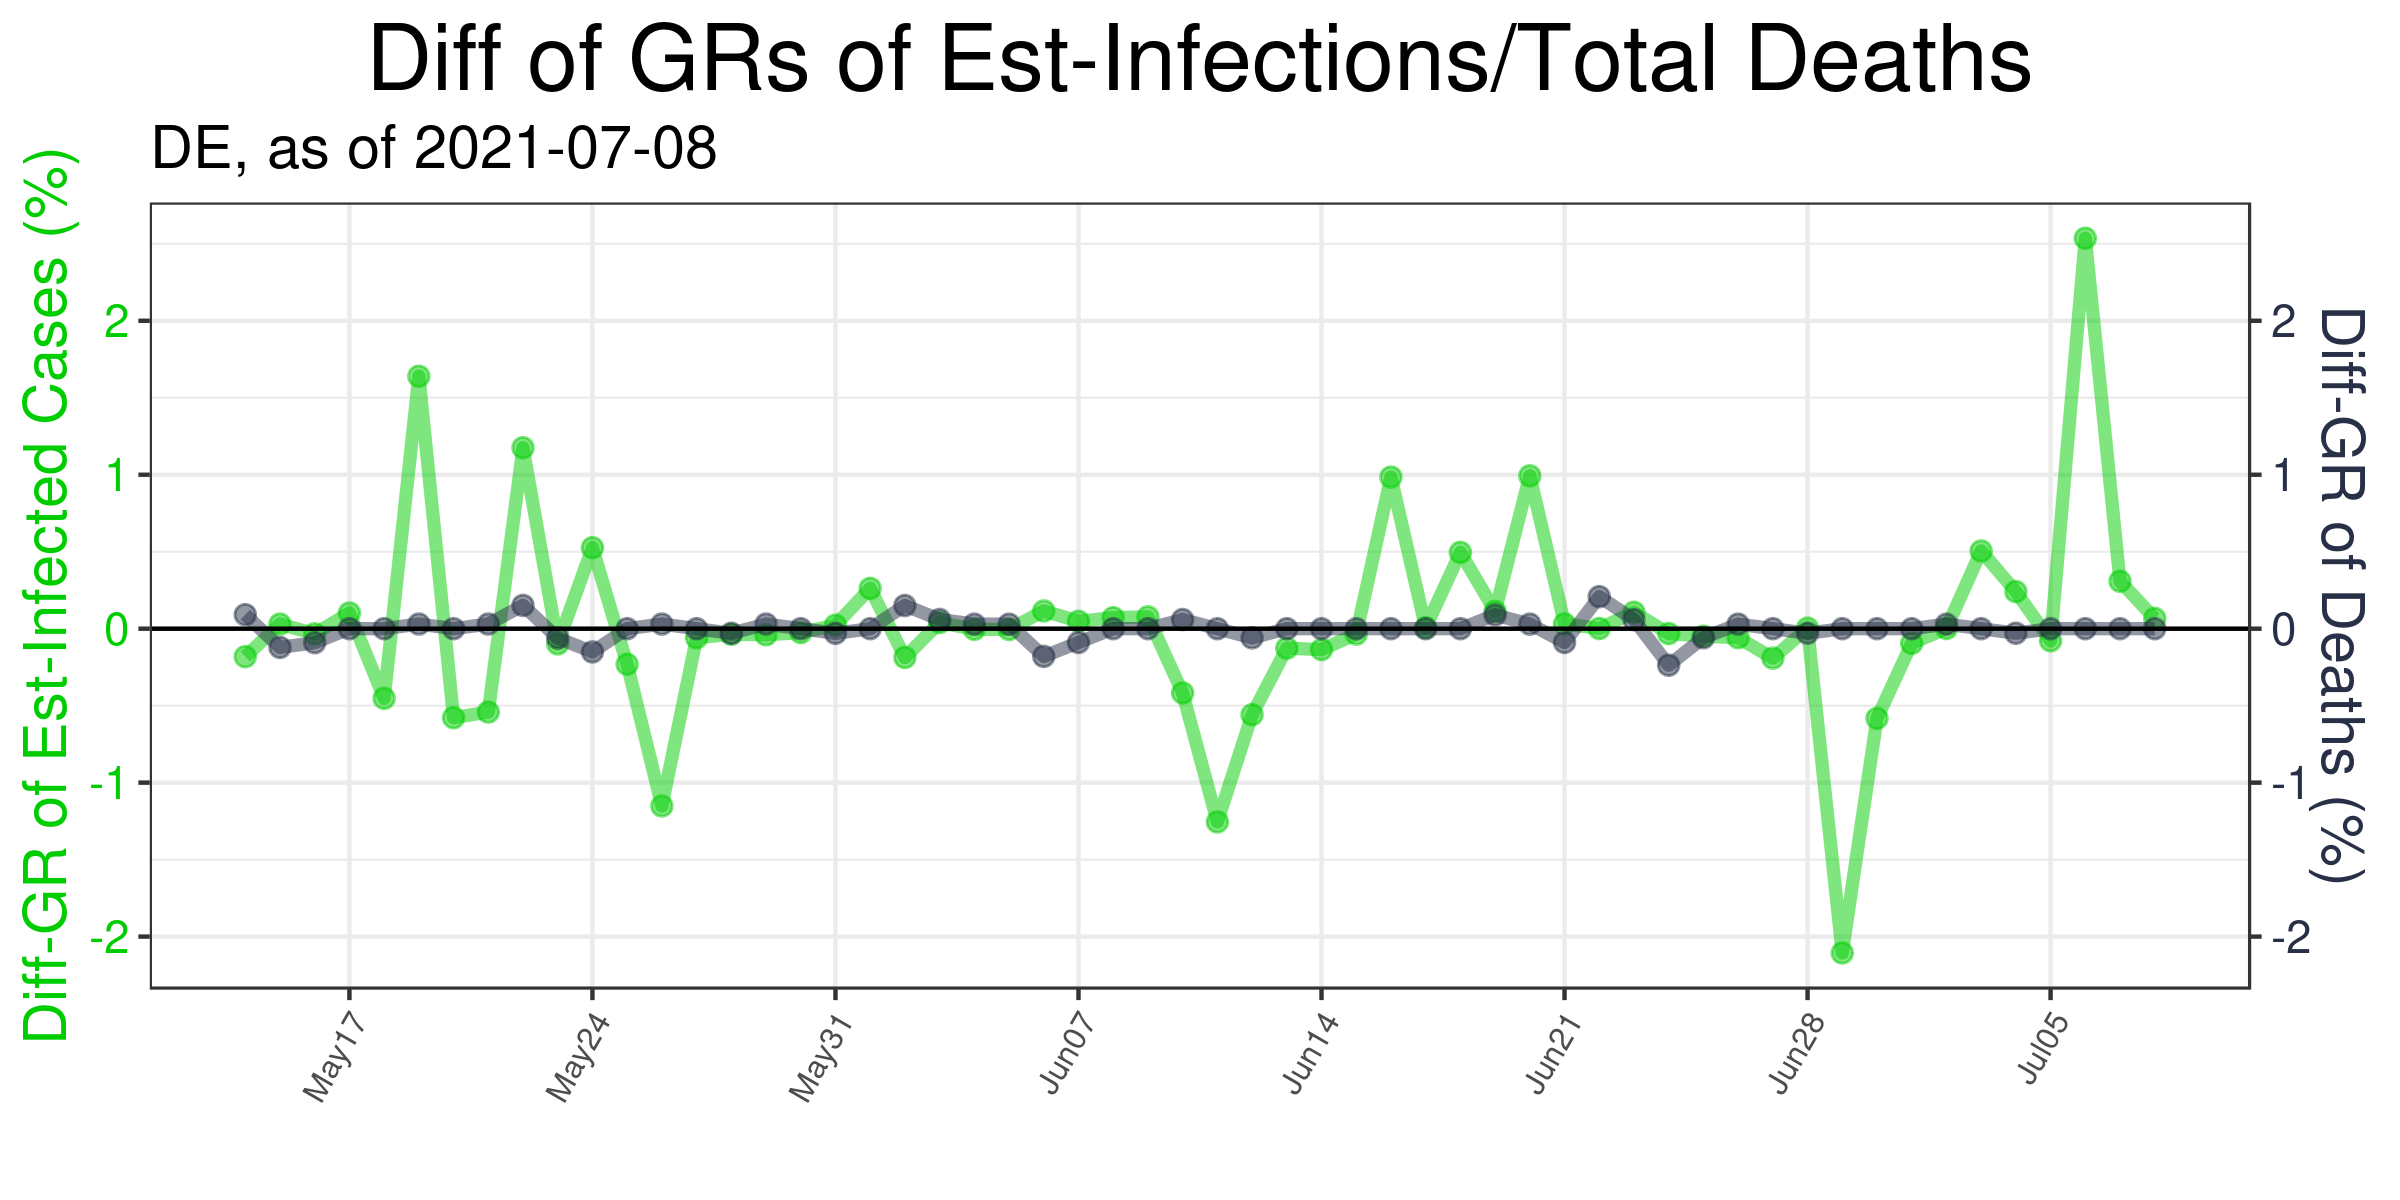 Diff of GRs of Est-Infections/Total Deaths
DE, as of 2021-07-08
Diff-GR of Est-Infected Cases (%)
2
1
0
-1
-2
2
1
0
-1
-2
Diff-GR of Deaths (%)
May17
May24
May31
Jun07
Jun14
Jun21
Jun28
Jul05